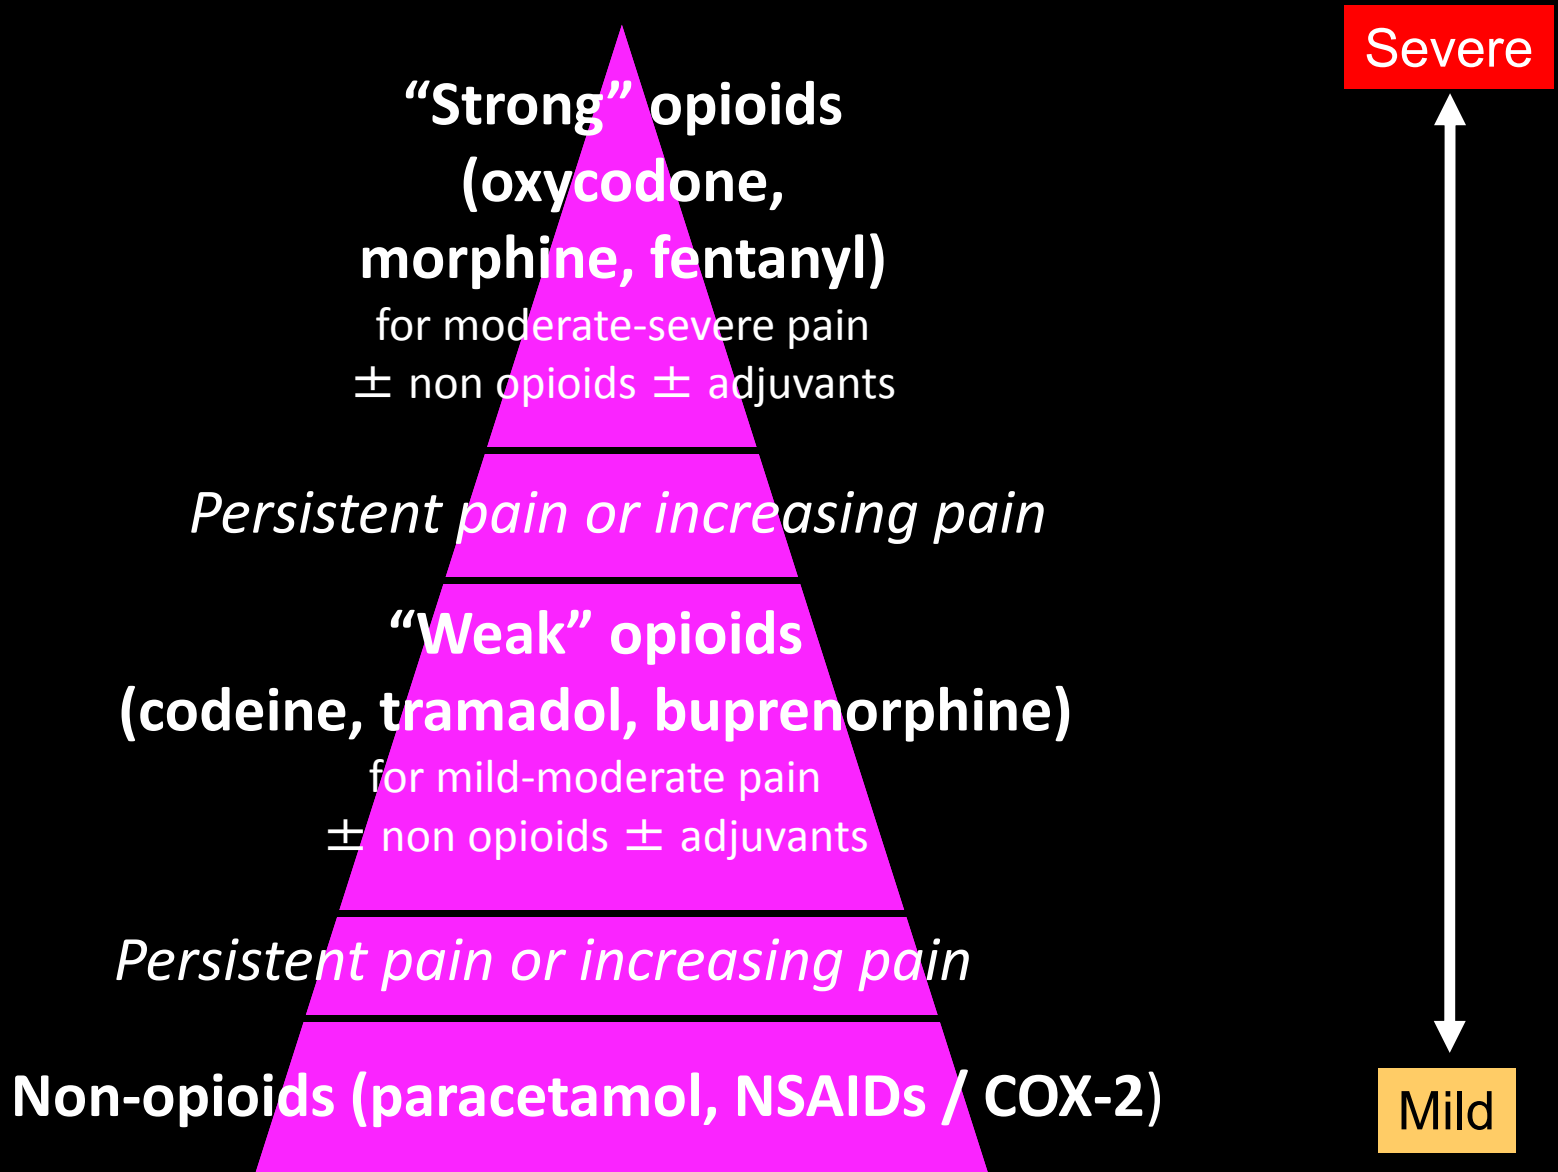 Severe
“Strong” opioids
(oxycodone,
morphine, fentanyl)
for moderate-severe pain
± non opioids ± adjuvants
Persistent pain or increasing pain
“Weak” opioids
(codeine, tramadol, buprenorphine)
for mild-moderate pain
± non opioids ± adjuvants
Persistent pain or increasing pain
Non-opioids (paracetamol, NSAIDs / COX-2)
Mild